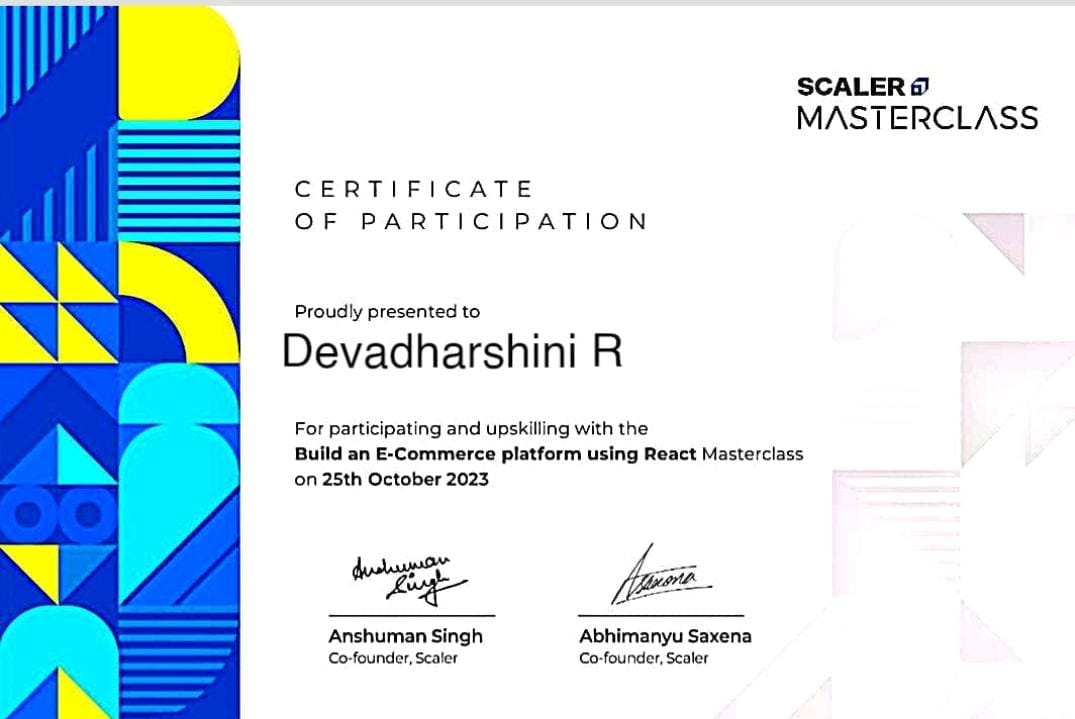 SCALER
MASTERCLASS
CERTIFICATE
OF PARTICIPATION
Proudly presented to
Devadharshini R
For participating and upskilling with the
Build an E-Commerce platform using React Masterclass
on 25th October 2023
Anshuman Singh
Saxena
Anshuman Singh Abhimanyu Saxena
Co-founder, Scaler Co-founder, Scaler